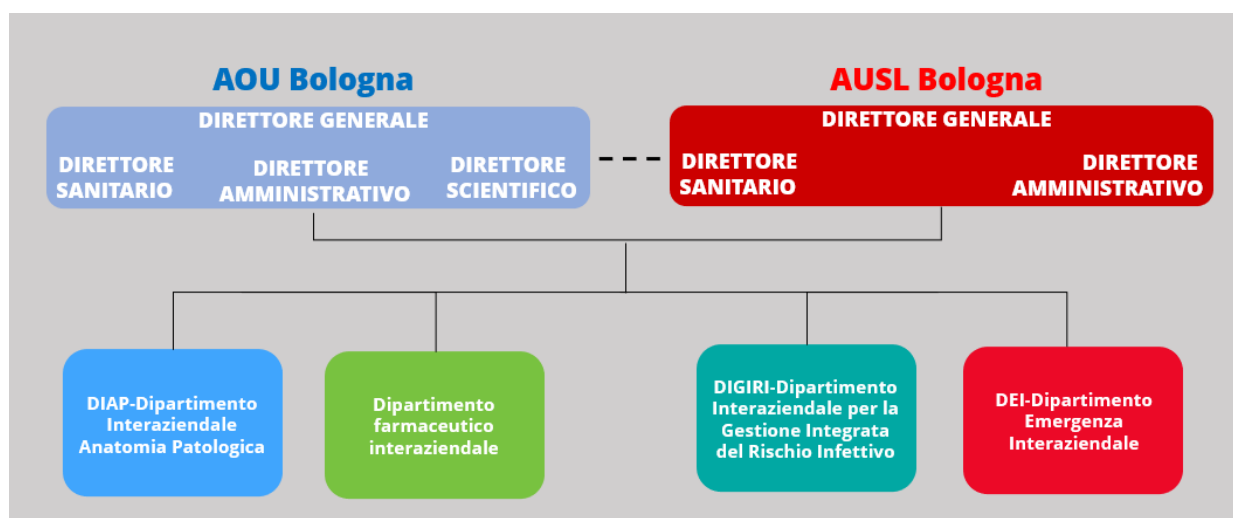 AOU Bologna
DIRETTORE GENERALE
DIRETTORE
SANITARIO
DIRETTORE
AMMINISTRATIVO
DIRETTORE
SCIENTIFICO
AUSL Bologna
DIRETTORE GENERALE
DIRETTORE
SANITARIO
DIRETTORE
AMMINISTRATIVO
DIAP-Dipartimento
Interaziendale
Anatomia Patologica
Dipartimento
farmaceutico
interaziendale
DIGIRI-Dipartimento
Interaziendale per la
Gestione Integrata
del Rischio Infettivo
DEI-Dipartimento
Emergenza
Interaziendale